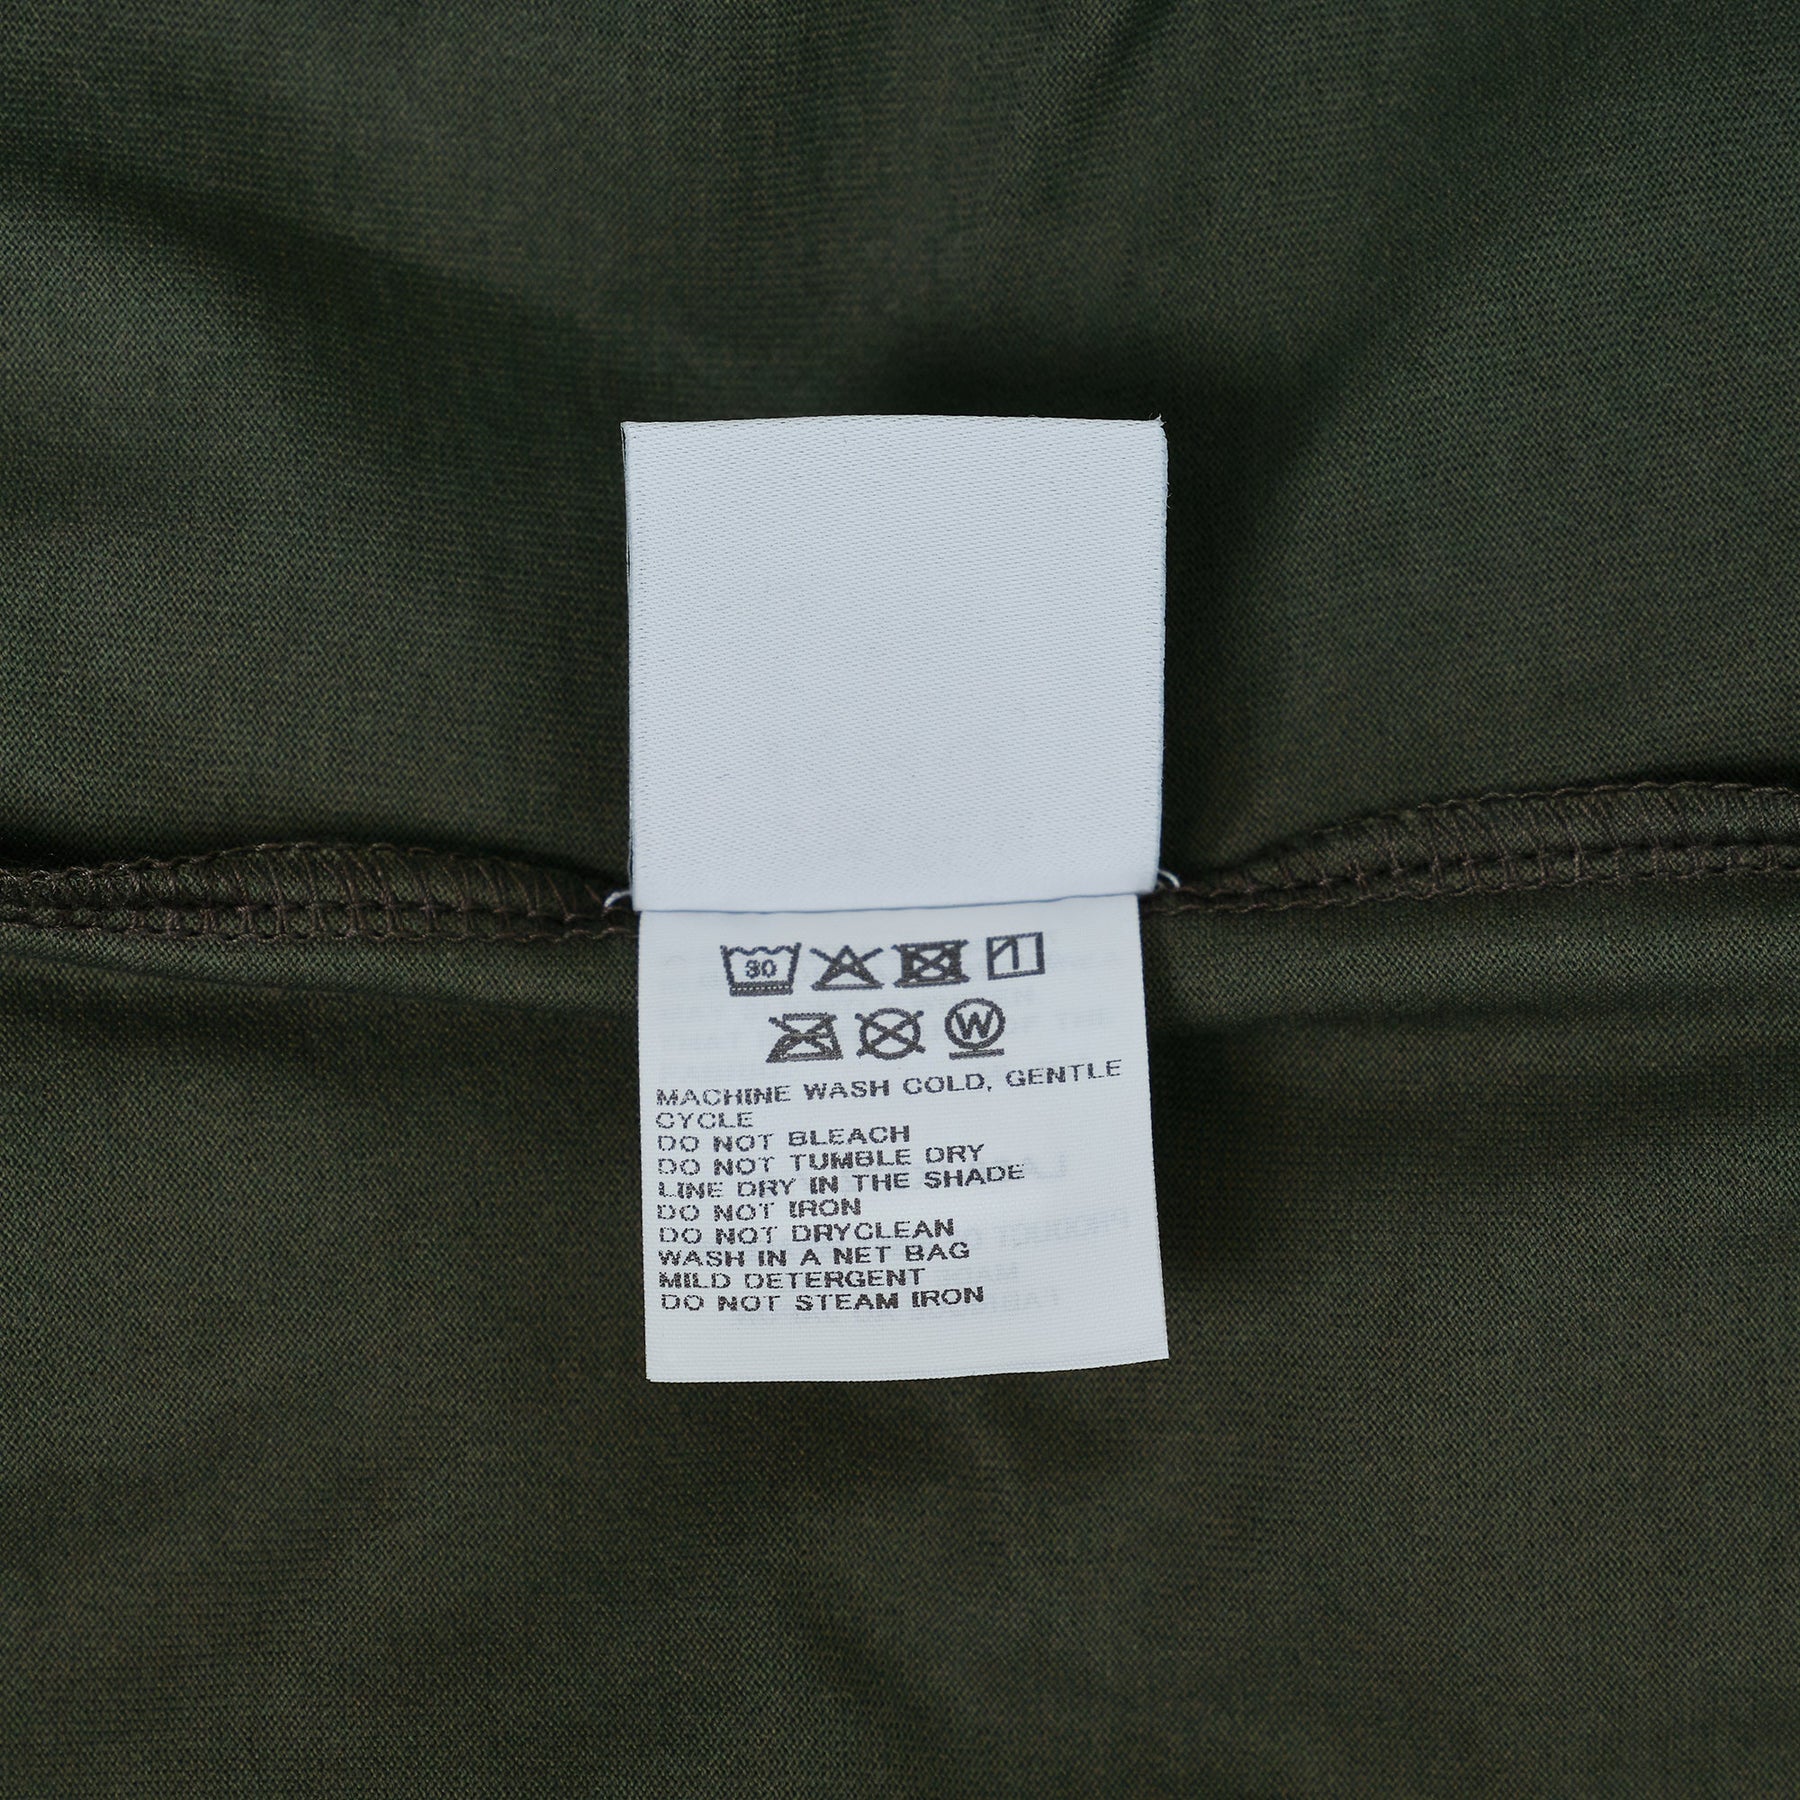 30
W
MACHINE WASH COLD, GENTLE
CYCLE
DO NOT BLEACH
DO NOT TUMBLE DRY
LINE DRY IN THE SHADE
DO NOT IRON
DO NOT DRYCLEAN
WASH IN A NET BAG
MILD DETERGENT
DO NOT STEAM IRON